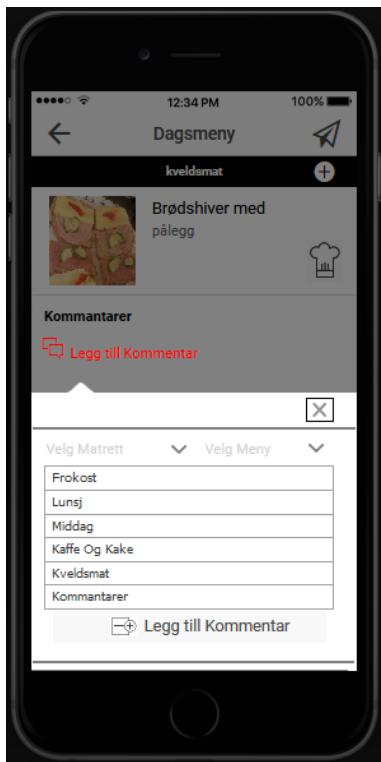 12:34 PM 100%
Dagsmeny
kveldsmat
Brødshiver med
pålegg
Kommantarer
Legg till Kommentar
Velg Matrett Velg Meny
Frokost
Lunsj
Middag
Kaffe Og Kake
Kveldsmat
Kommantarer
Legg till Kommentar